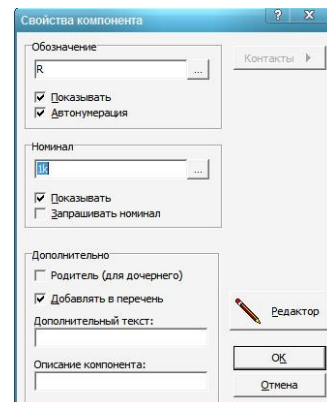 Свойства компонента
Обозначение
R
...
Контакты
Показывать
Автонумерация
Номинал
1k
...
Показывать
Запрашивать номинал
Дополнительно
Родитель (для дочернего)
Добавлять в перечень
Дополнительный текст:
Редактор
Описание компонента:
OK
Отмена